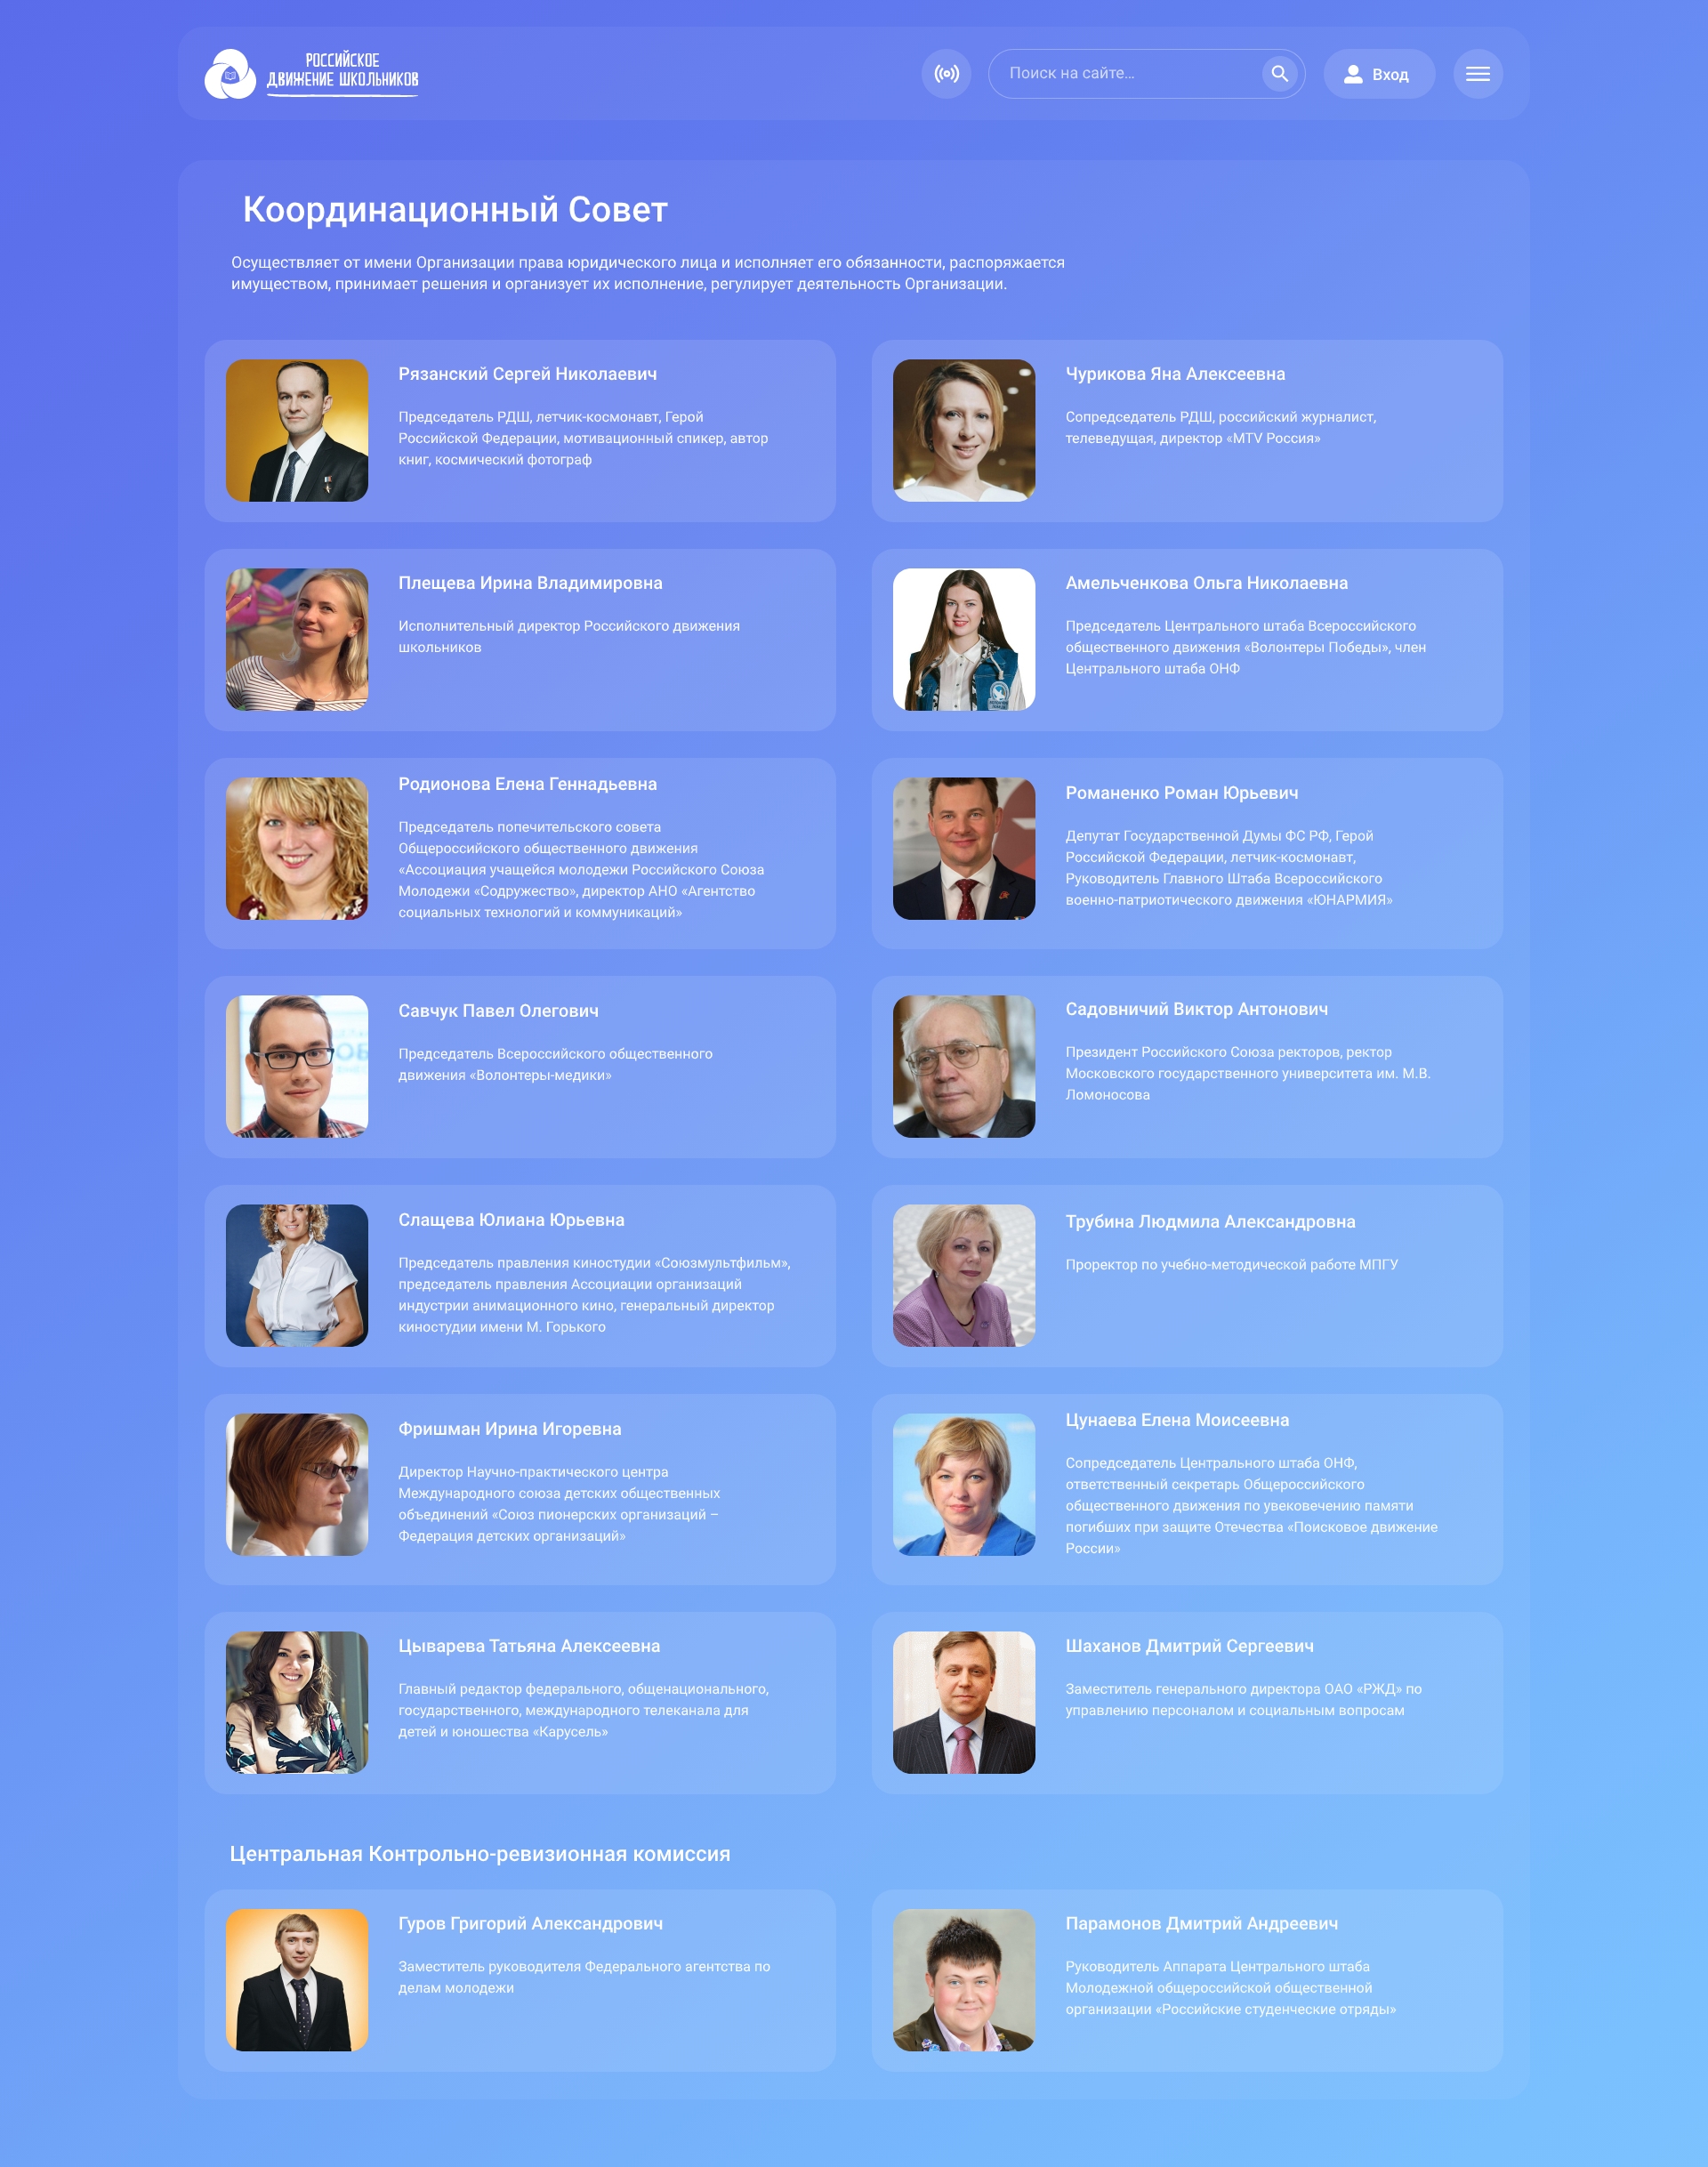 РОССИЙСКОЕ
ДВИЖЕНИЕ ШКОЛЬНИКОВ
Поиск на сайте...
Вход
Координационный Совет
Осуществляет от имени Организации права юридического лица и исполняет его обязанности, распоряжается
имуществом, принимает решения и организует их исполнение, регулирует деятельность Организации.
Рязанский Сергей Николаевич
Председатель РДШ, летчик-космонавт, Герой
Российской Федерации, мотивационный спикер, автор
книг, космический фотограф
Чурикова Яна Алексеевна
Сопредседатель РДШ, российский журналист,
телеведущая, директор «MTV Россия»
Плещева Ирина Владимировна
Исполнительный директор Российского движения
школьников
Амельченкова Ольга Николаевна
Председатель Центрального штаба Всероссийского
общественного движения «Волонтеры Победы», член
Центрального штаба ОНФ
Родионова Елена Геннадьевна
Председатель попечительского совета
Общероссийского общественного движения
«Ассоциация учащейся молодежи Российского Союза
Молодежи «Содружество», директор АНО «Агентство
социальных технологий и коммуникаций»
Романенко Роман Юрьевич
Депутат Государственной Думы ФС РФ, Герой
Российской Федерации, летчик-космонавт,
Руководитель Главного Штаба Всероссийского
военно-патриотического движения «ЮНАРМИЯ»
Савчук Павел Олегович
Председатель Всероссийского общественного
движения «Волонтеры-медики»
Садовничий Виктор Антонович
Президент Российского Союза ректоров, ректор
Московского государственного университета им. М.В.
Ломоносова
Слащева Юлиана Юрьевна
Председатель правления киностудии «Союзмультфильм»,
председатель правления Ассоциации организаций
индустрии анимационного кино, генеральный директор
киностудии имени М. Горького
Трубина Людмила Александровна
Проректор по учебно-методической работе МПГУ
Фришман Ирина Игоревна
Директор Научно-практического центра
Международного союза детских общественных
объединений «Союз пионерских организаций –
Федерация детских организаций»
Цунаева Елена Моисеевна
Сопредседатель Центрального штаба ОНФ,
ответственный секретарь Общероссийского
общественного движения по увековечению памяти
погибших при защите Отечества «Поисковое движение
России»
Цыварева Татьяна Алексеевна
Главный редактор федерального, общенационального,
государственного, международного телеканала для
детей и юношества «Карусель»
Шаханов Дмитрий Сергеевич
Заместитель генерального директора ОАО «РЖД» по
управлению персоналом и социальным вопросам
Центральная Контрольно-ревизионная комиссия
Гуров Григорий Александрович
Заместитель руководителя Федерального агентства по
делам молодежи
Парамонов Дмитрий Андреевич
Руководитель Аппарата Центрального штаба
Молодежной общероссийской общественной
организации «Российские студенческие отряды»